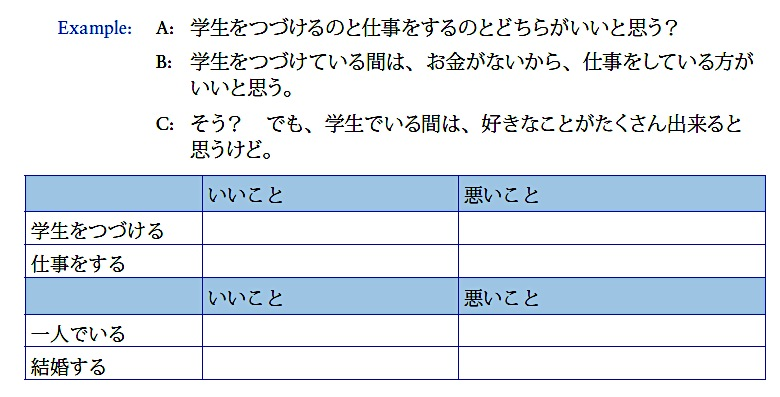 Example: A: 学生をつづけるのと仕事をするのとどちらがいいと思う？
B: 学生をつづけている間は、お金がないから、仕事をしている方が
いいと思う。
C: そう？　でも、学生でいる間は、好きなことがたくさん出来ると
思うけど。
いいこと 悪いこと
学生をつづける
仕事をする
いいこと 悪いこと
一人でいる
結婚する